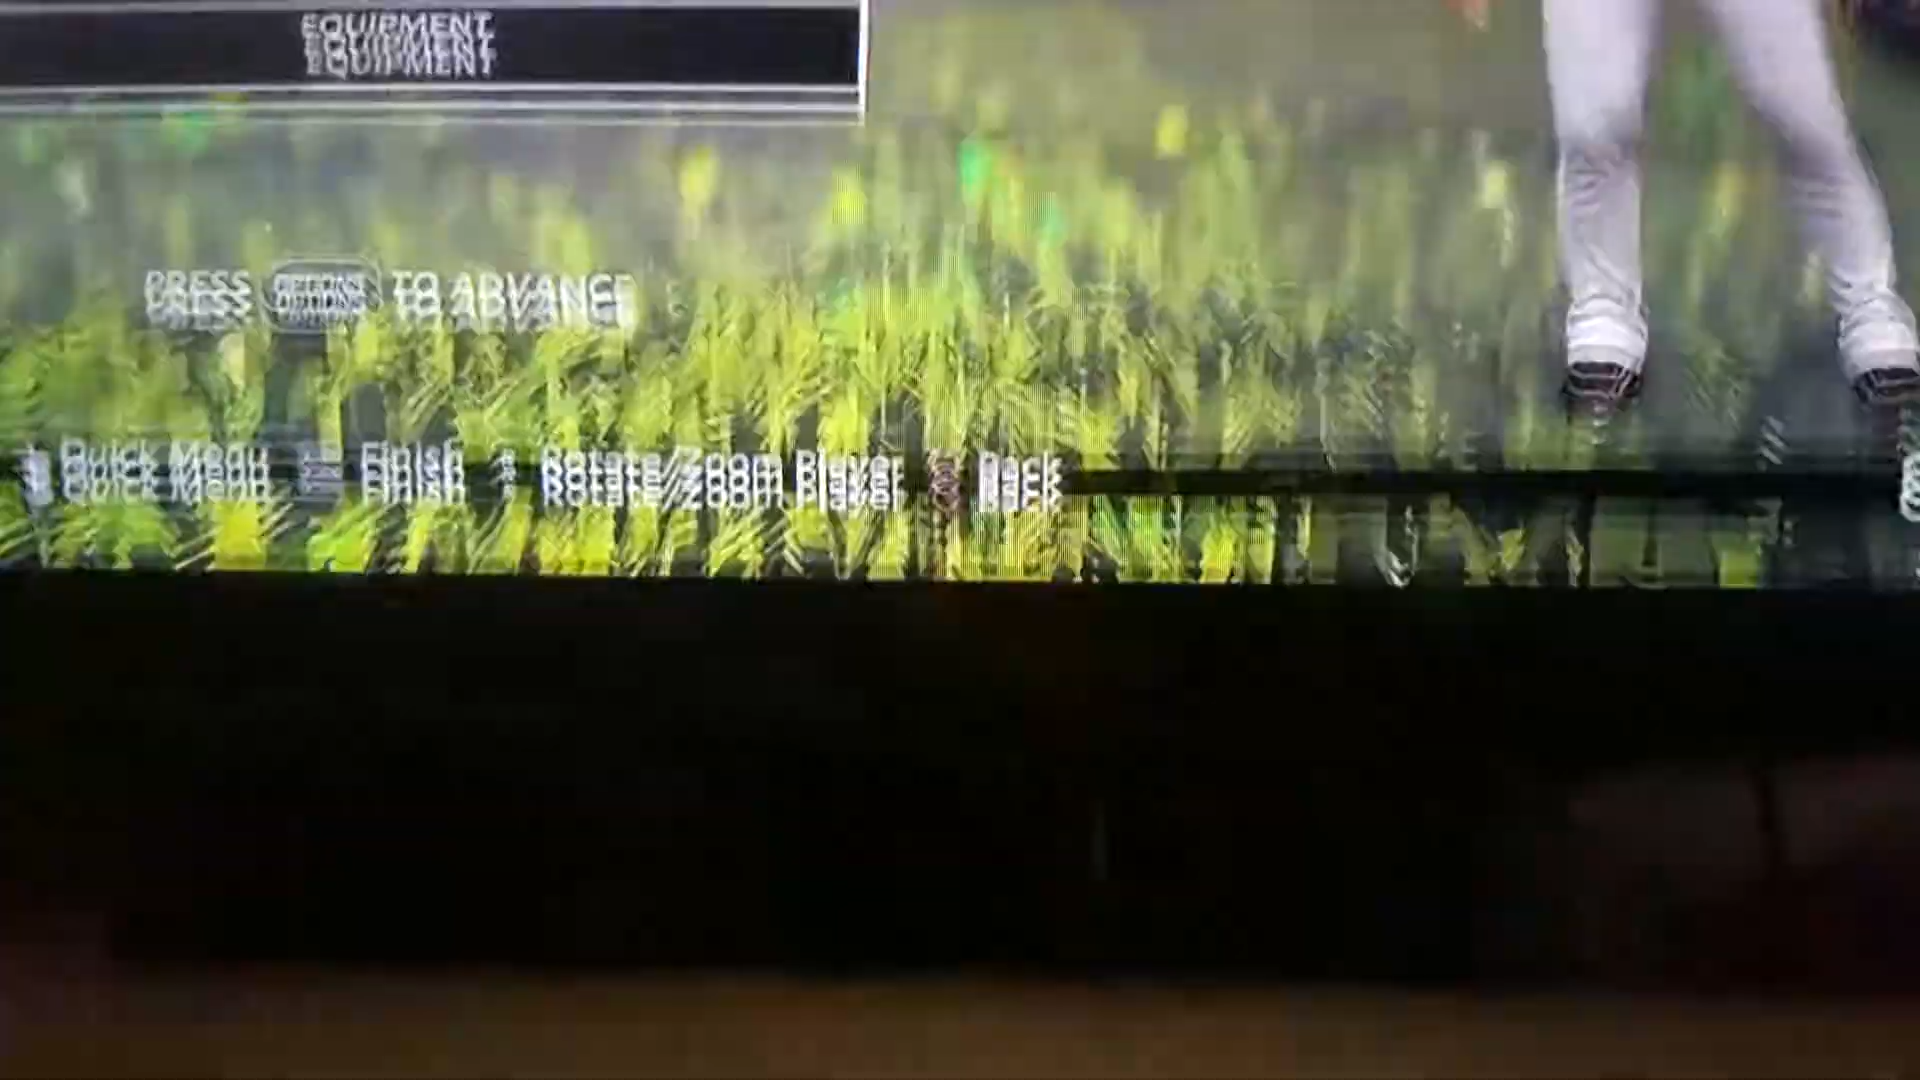 EQUIPMENT
PRESS OPTIONS TO ADVANCE
Quick Menu Finish Rotate/Zoom Player Back